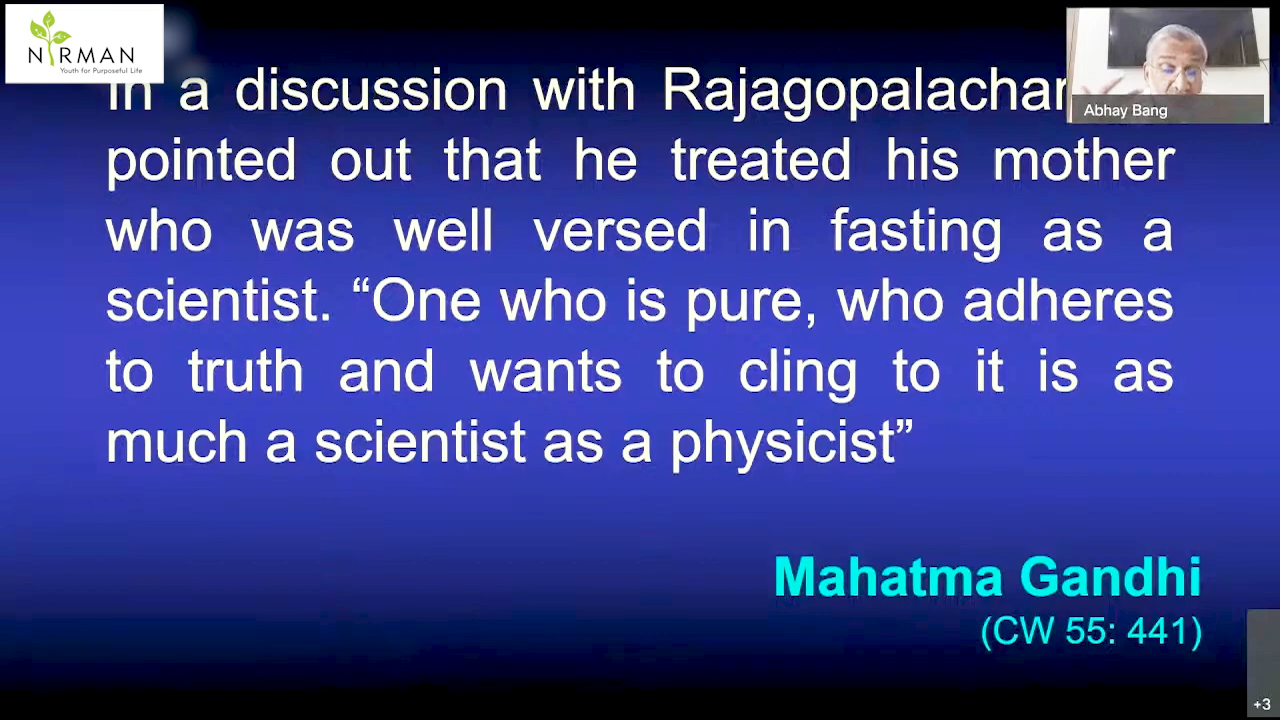 NIRMAN
Youth for Purposeful Life
Abhay Bang
In a discussion with
pointed out that he treated his mother
who was well versed in fasting as a
scientist. “One who is pure, who adheres
to truth and wants to cling to it is as
much a scientist as a physicist”
Mahatma Gandhi
(CW 55: 441)
+3